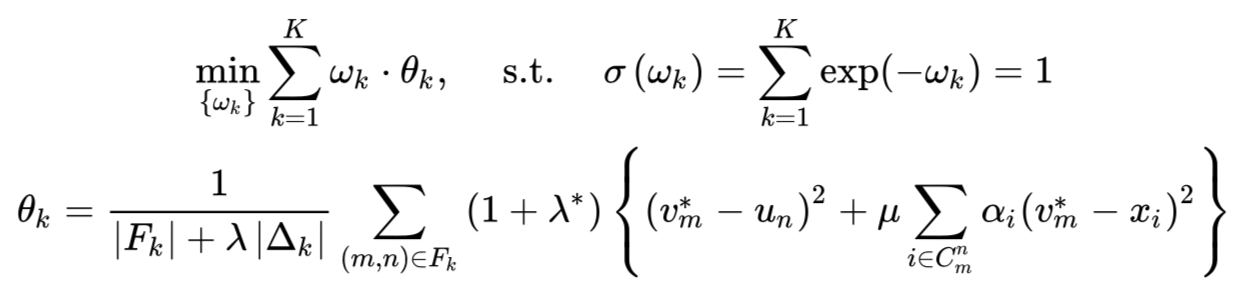 \min_{\{\omega_k\}} \sum_{k=1}^{K} \omega_k \cdot \theta_k, \quad \text{s.t.} \quad \sigma(\omega_k) = \sum_{k=1}^{K} \exp(-\omega_k) = 1
\theta_k = \frac{1}{|F_k| + \lambda |\Delta_k|} \sum_{(m,n) \in F_k} (1 + \lambda^*) \left\{ (v_m^* - u_n)^2 + \mu \sum_{i \in C_m^n} \alpha_i (v_m^* - x_i)^2 \right\}